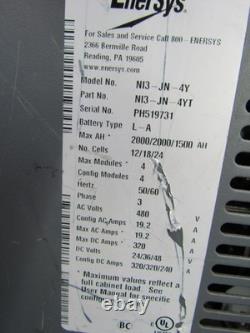 EnerSys
For Sales and Service Call 800-ENERSYS
2366 Bernville Road
Reading, PA 19605
www.enersys.com
Model No. NI3-JN-4Y
Part No. NI3-JN-4YT
Serial No. PH519731
Battery Type L-A
Max AH* 2000/2000/1500 AH
No. Cells 12/18/24
Max Modules * 4
Config Modules 4
Hertz 50/60
Phase 3
AC Volts 480 V
Config AC Amps 19.2 A
Max AC Amps * 19.2 A
Max DC Amps 320 A
DC Volts 24/36/48 V
Config DC Amps 320/320/240 A
* Maximum values reflect a
full cabinet load. See
User Manual for specific
config
BC